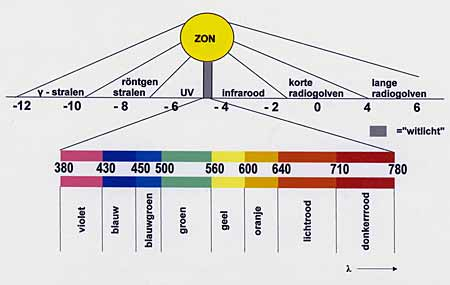 ZON
γ - stralen
röntgen
stralen
UV
infrarood
korte
radiogolven
lange
radiogolven
-12 -10 - 8 - 6 - 4 - 2 0 4 6
="witlicht"
380 430 450 500 560 600 640 710 780
violet
blauw
blauwgroen
groen
geel
oranje
lichtrood
donkerrrood
λ